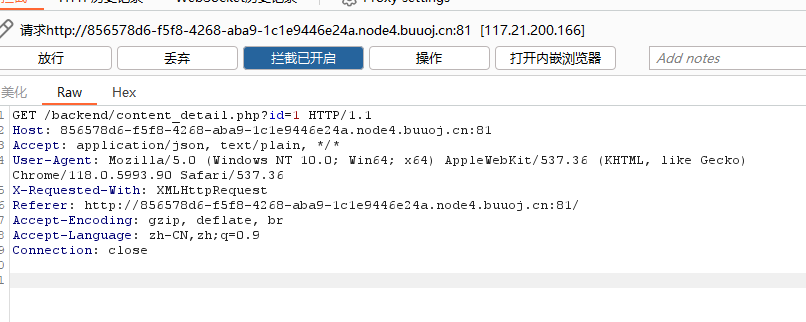 请求http://856578d6-f5f8-4268-aba9-1c1e9446e24a.node4.buuoj.cn:81 [117.21.200.166]
放行 丢弃 拦截已开启 操作 打开内嵌浏览器 Add notes
美化 Raw Hex
1 GET /backend/content_detail.php?id=1 HTTP/1.1
2 Host: 856578d6-f5f8-4268-aba9-1c1e9446e24a.node4.buuoj.cn:81
3 Accept: application/json, text/plain, */*
4 User-Agent: Mozilla/5.0 (Windows NT 10.0; Win64; x64) AppleWebKit/537.36 (KHTML, like Gecko)
Chrome/118.0.5993.90 Safari/537.36
5 X-Requested-With: XMLHttpRequest
6 Referer: http://856578d6-f5f8-4268-aba9-1c1e9446e24a.node4.buuoj.cn:81/
7 Accept-Encoding: gzip, deflate, br
8 Accept-Language: zh-CN,zh;q=0.9
9 Connection: close
0
1